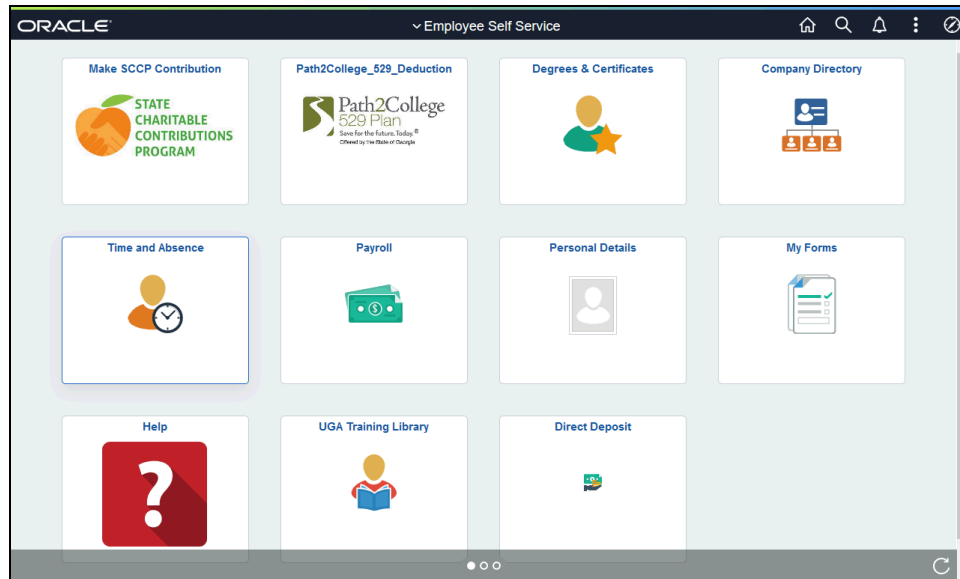 ORACLE
Employee Self Service
Make SCCP Contribution
STATE
CHARITABLE
CONTRIBUTIONS
PROGRAM
Path2College_529_Deduction
Path2College
529 Plan
Save for the future. Today.®
Offered by the State of Georgia
Degrees & Certificates
Company Directory
Time and Absence
Payroll
$
Personal Details
My Forms
Help
?
UGA Training Library
Direct Deposit